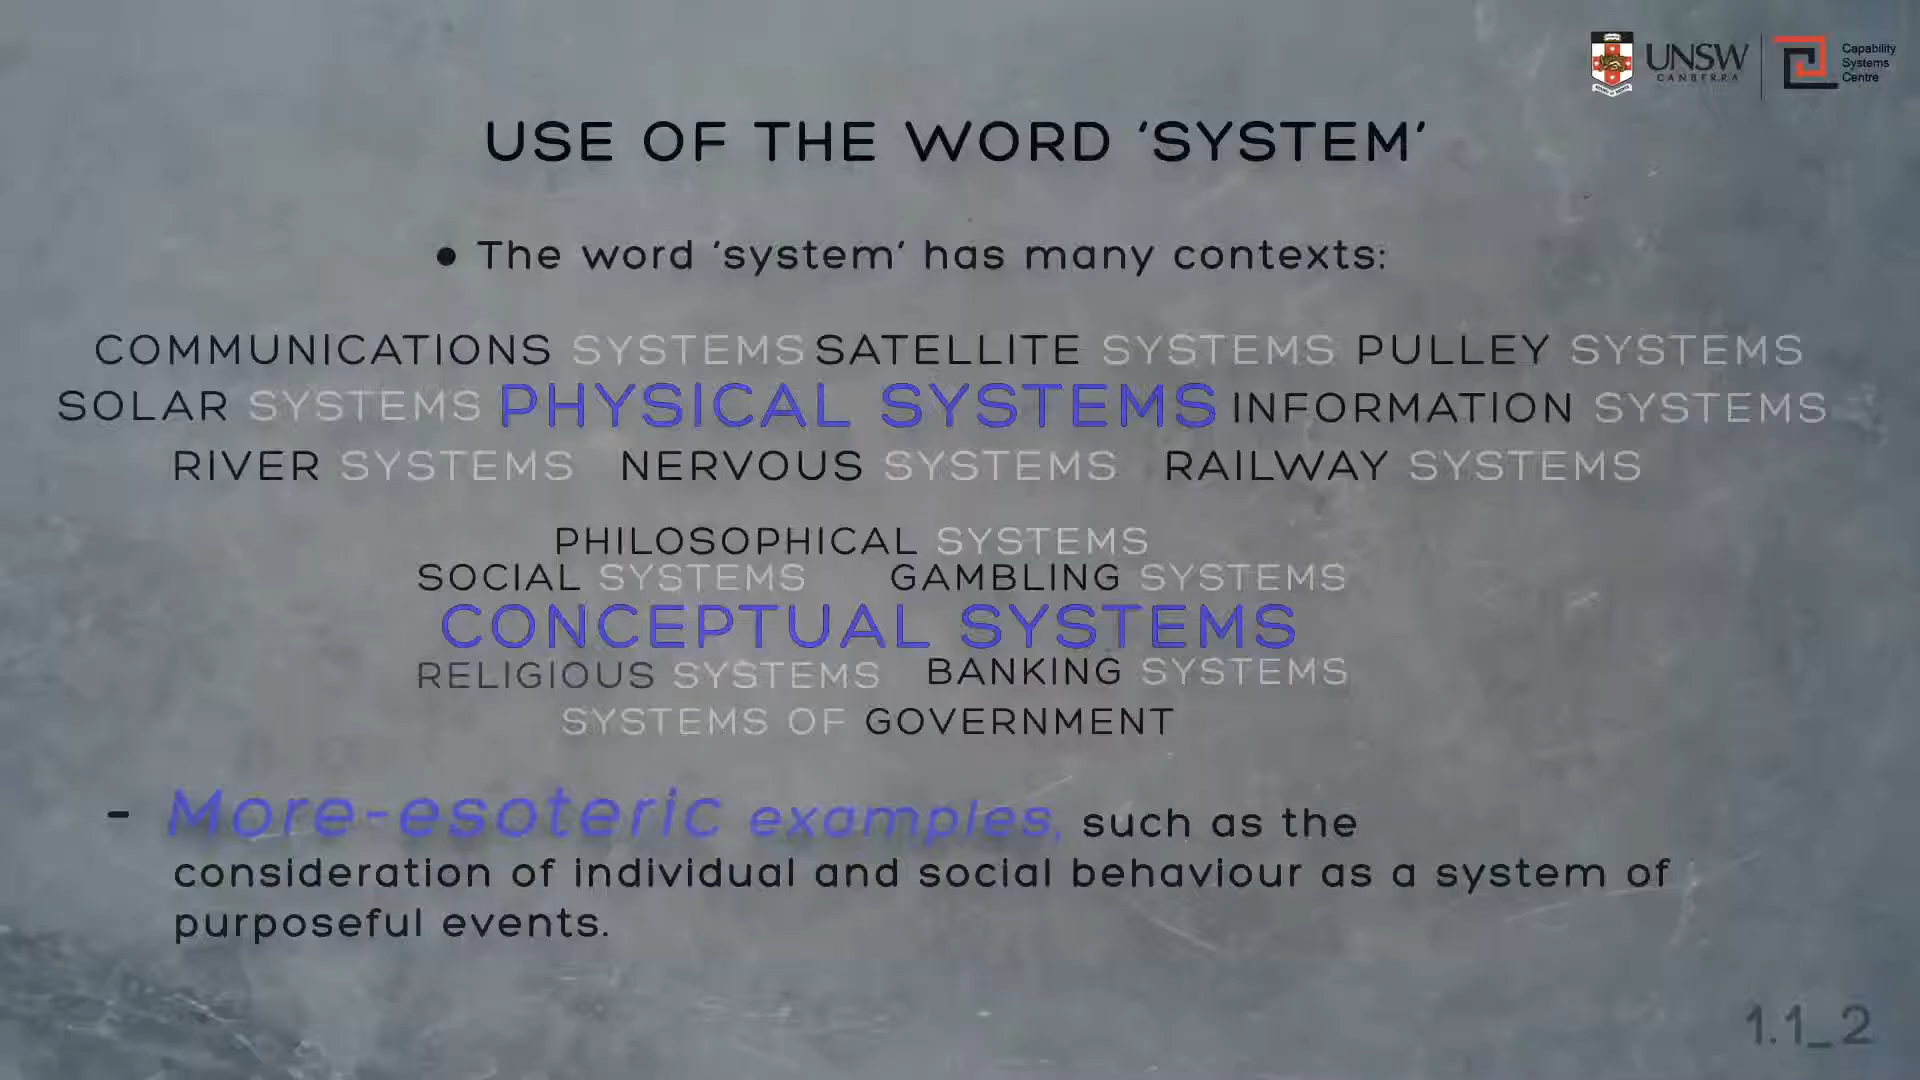 UNSW
CANBERRA
Capability
Systems
Centre
USE OF THE WORD ‘SYSTEM’
● The word ‘system’ has many contexts:
COMMUNICATIONS SYSTEMS SATELLITE SYSTEMS PULLEY SYSTEMS
SOLAR SYSTEMS PHYSICAL SYSTEMS INFORMATION SYSTEMS
RIVER SYSTEMS NERVOUS SYSTEMS RAILWAY SYSTEMS
PHILOSOPHICAL SYSTEMS
SOCIAL SYSTEMS GAMBLING SYSTEMS
CONCEPTUAL SYSTEMS
RELIGIOUS SYSTEMS BANKING SYSTEMS
SYSTEMS OF GOVERNMENT
- More-esoteric examples, such as the
consideration of individual and social behaviour as a system of
purposeful events.
1.1_2